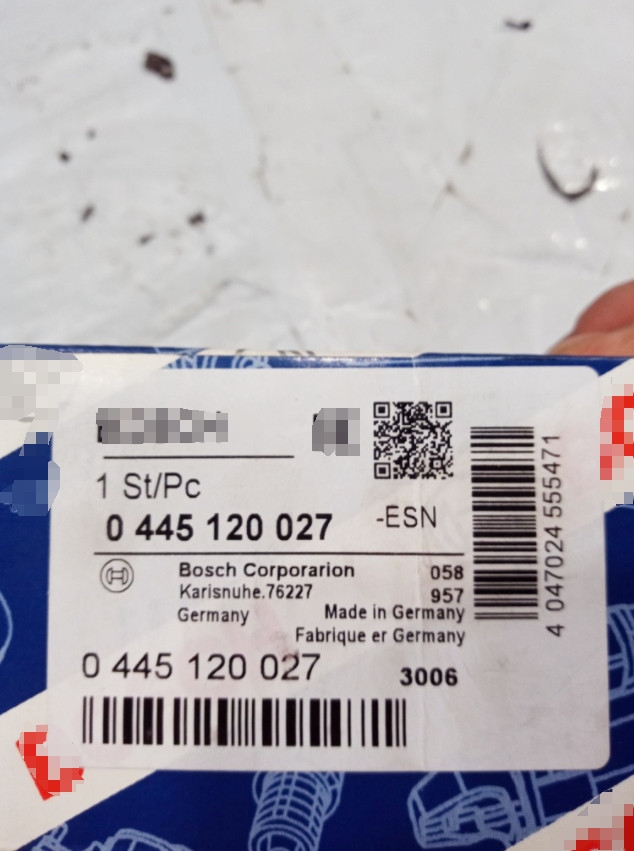 1 St/Pc
0 445 120 027
-ESN
Bosch Corporarion
058
Karisnuhe.76227
957
Germany
Made in Germany
Fabrique er Germany
0 445 120 027
3006
4 047024 555471